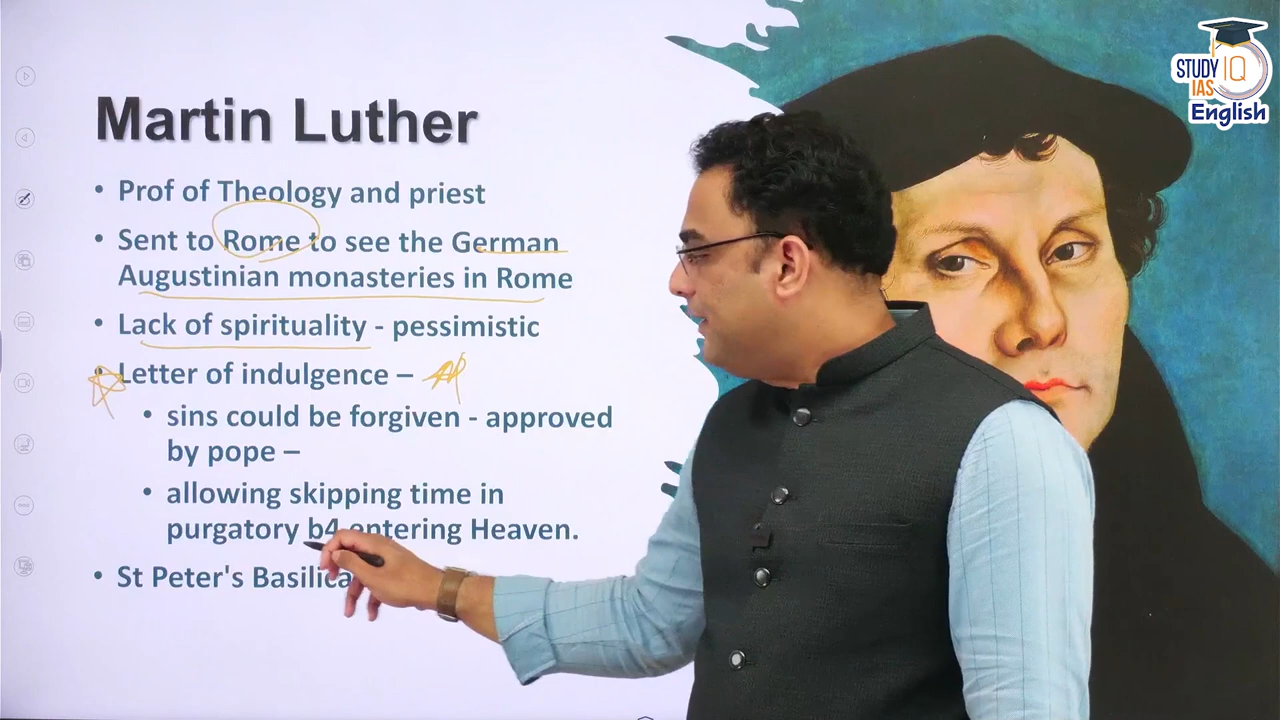 Martin Luther
• Prof of Theology and priest
• Sent to Rome to see the German
Augustinian monasteries in Rome
• Lack of spirituality - pessimistic
• Letter of indulgence –
• sins could be forgiven - approved
by pope –
• allowing skipping time in
purgatory b4 entering Heaven.
• St Peter's Basilica
STUDY IQ
IAS
English